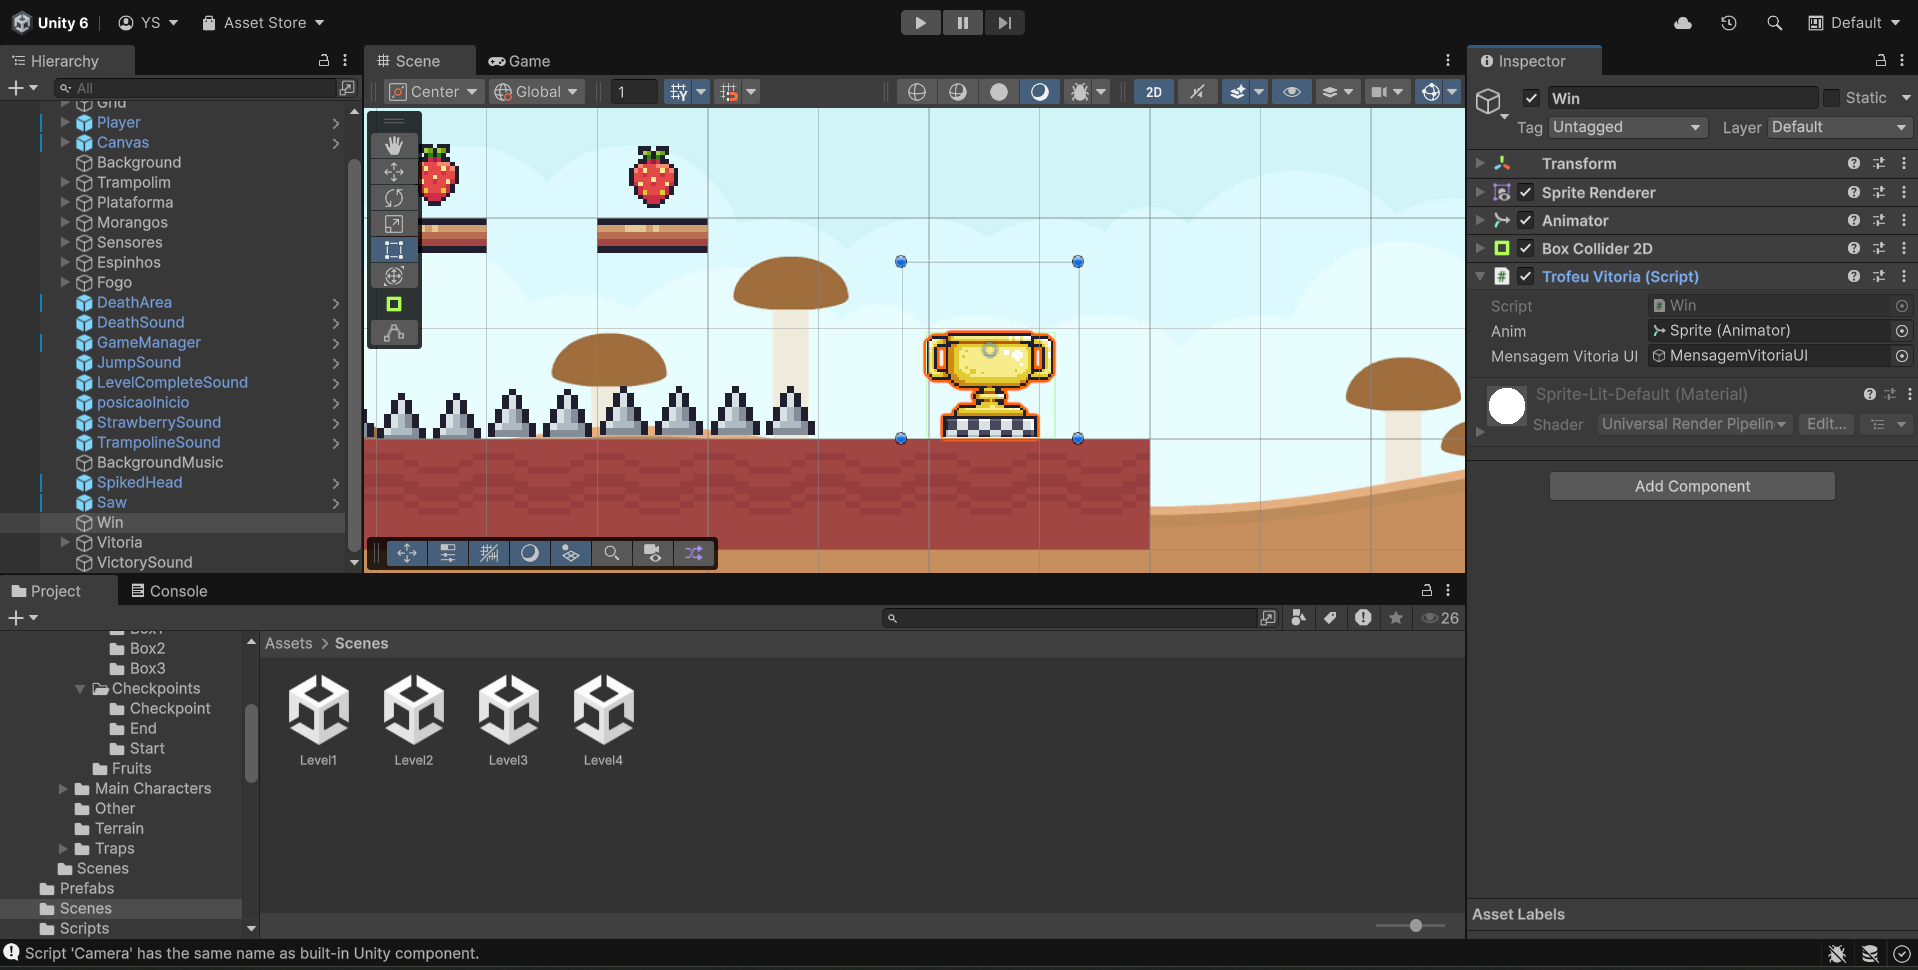 Unity 6
YS
Asset Store
Default
Hierarchy
All
Grid
Player
Canvas
Background
Trampolim
Plataforma
Morangos
Sensores
Espinhos
Fogo
DeathArea
DeathSound
GameManager
JumpSound
LevelCompleteSound
posicaoInicio
StrawberrySound
TrampolineSound
BackgroundMusic
SpikedHead
Saw
Win
Vitoria
VictorySound
Scene
Game
Center
Global
1
2D
Inspector
Win
Static
Tag
Untagged
Layer
Default
Transform
Sprite Renderer
Animator
Box Collider 2D
# Trofeu Vitoria (Script)
Script
Win
Anim
Sprite (Animator)
Mensagem Vitoria UI
MensagemVitoriaUI
Sprite-Lit-Default (Material)
Shader
Universal Render Pipelin
Edit...
Add Component
Asset Labels
Project
Console
26
Box1
Box2
Box3
Checkpoints
Checkpoint
End
Start
Fruits
Main Characters
Other
Terrain
Traps
Scenes
Prefabs
Scenes
Scripts
Assets > Scenes
Level1
Level2
Level3
Level4
Script 'Camera' has the same name as built-in Unity component.